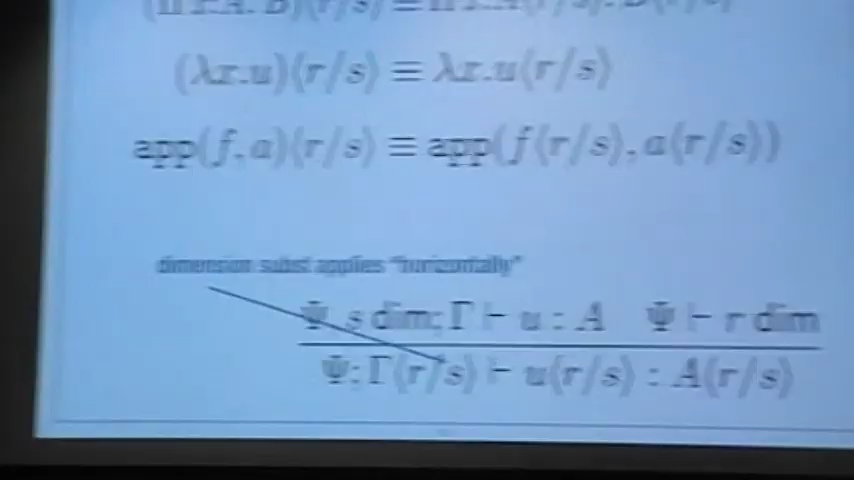 (Π x:A. B)⟨r/s⟩ ≡ Π x:A⟨r/s⟩. B⟨r/s⟩
(λx.u)⟨r/s⟩ ≡ λx.u⟨r/s⟩
app(f,a)⟨r/s⟩ ≡ app(f⟨r/s⟩,a⟨r/s⟩)
dimension subst applies "horizontally"
Ψ, s dim; Γ ⊢ u : A Ψ ⊢ r dim
Ψ; Γ⟨r/s⟩ ⊢ u⟨r/s⟩ : A⟨r/s⟩